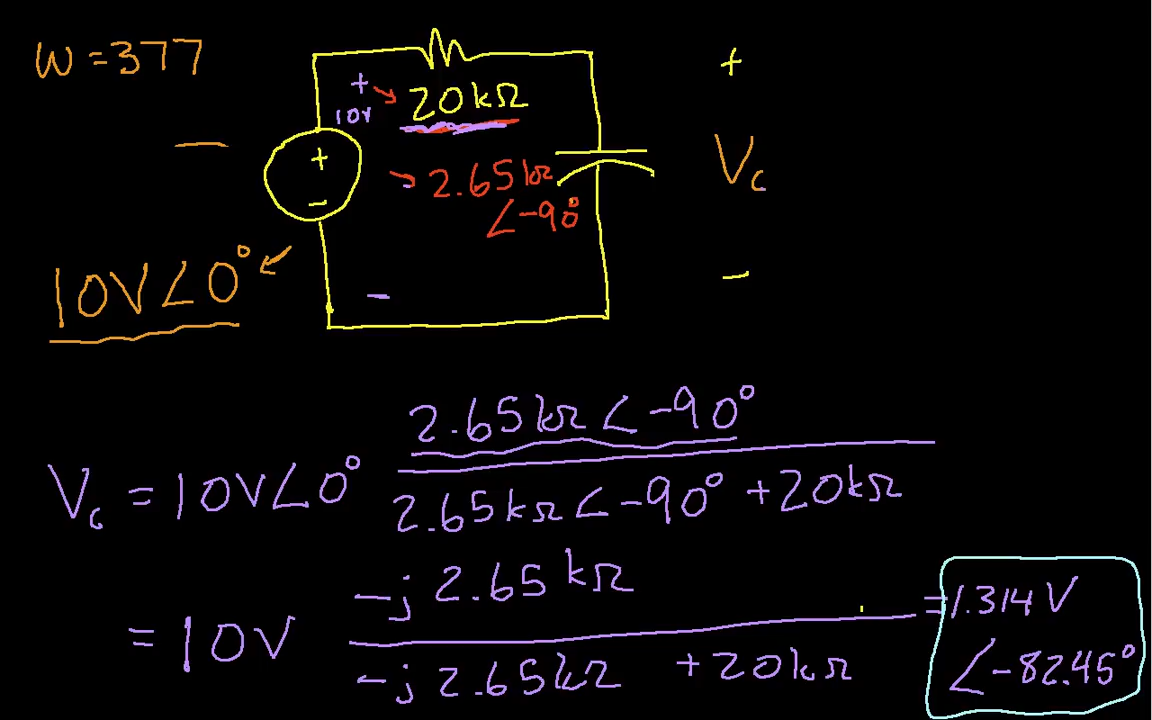 W = 377
+
10V
20kΩ
+
-
2.65kΩ
∠-90°
+
Vc
-
10V∠0°
-
2.65kΩ∠-90°
Vc = 10V∠0°
2.65kΩ∠-90° + 20kΩ
-j 2.65 kΩ
= 10V
-j 2.65kΩ + 20kΩ
= 1.314 V
∠-82.45°